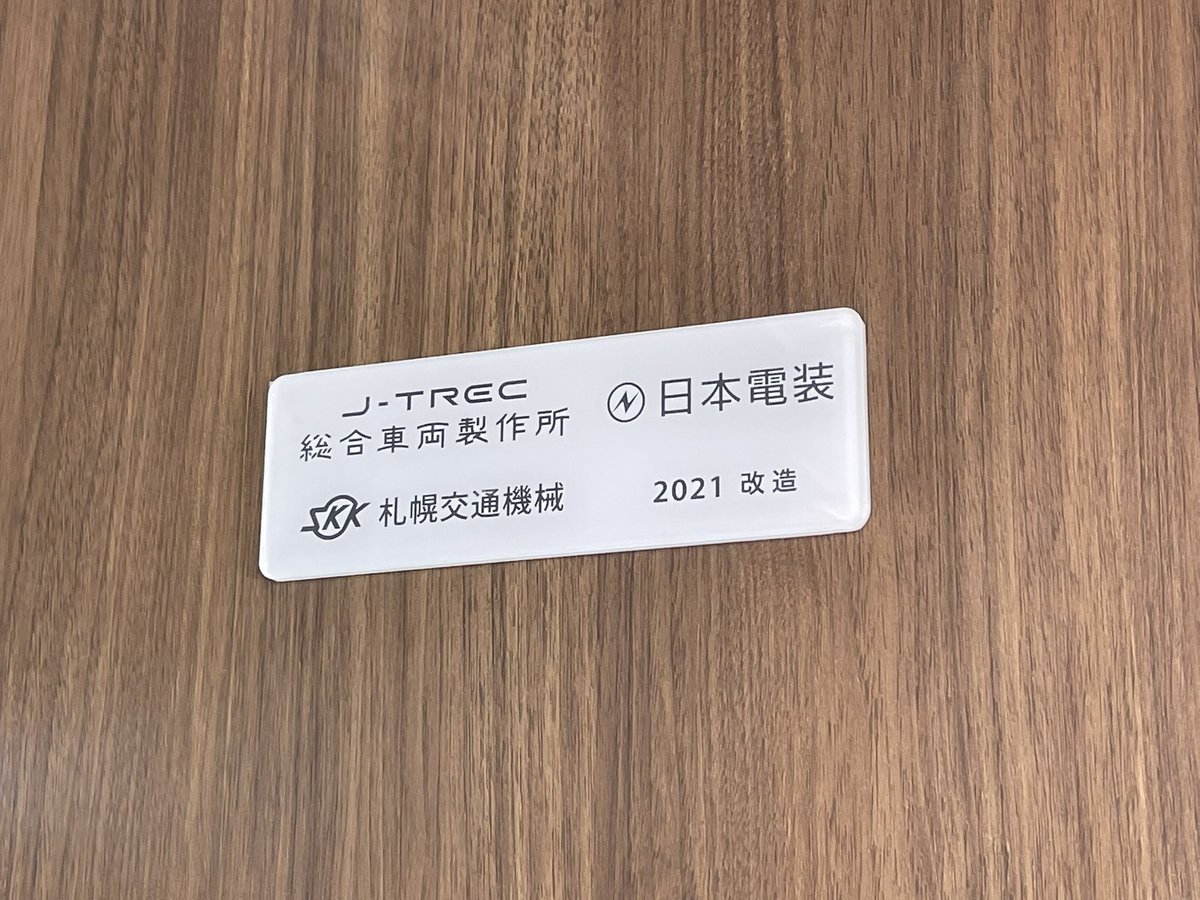 J-TREC
総合車両製作所
日本電装
SKK 札幌交通機械
2021 改造